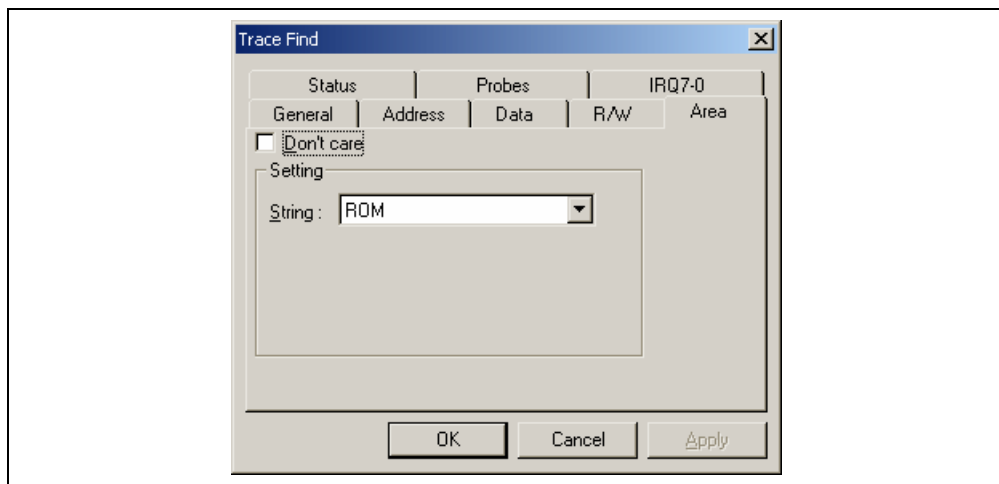 Trace Find
Status Probes IRQ7-0
General Address Data R/W Area
Don't care
Setting
String : ROM
OK Cancel Apply